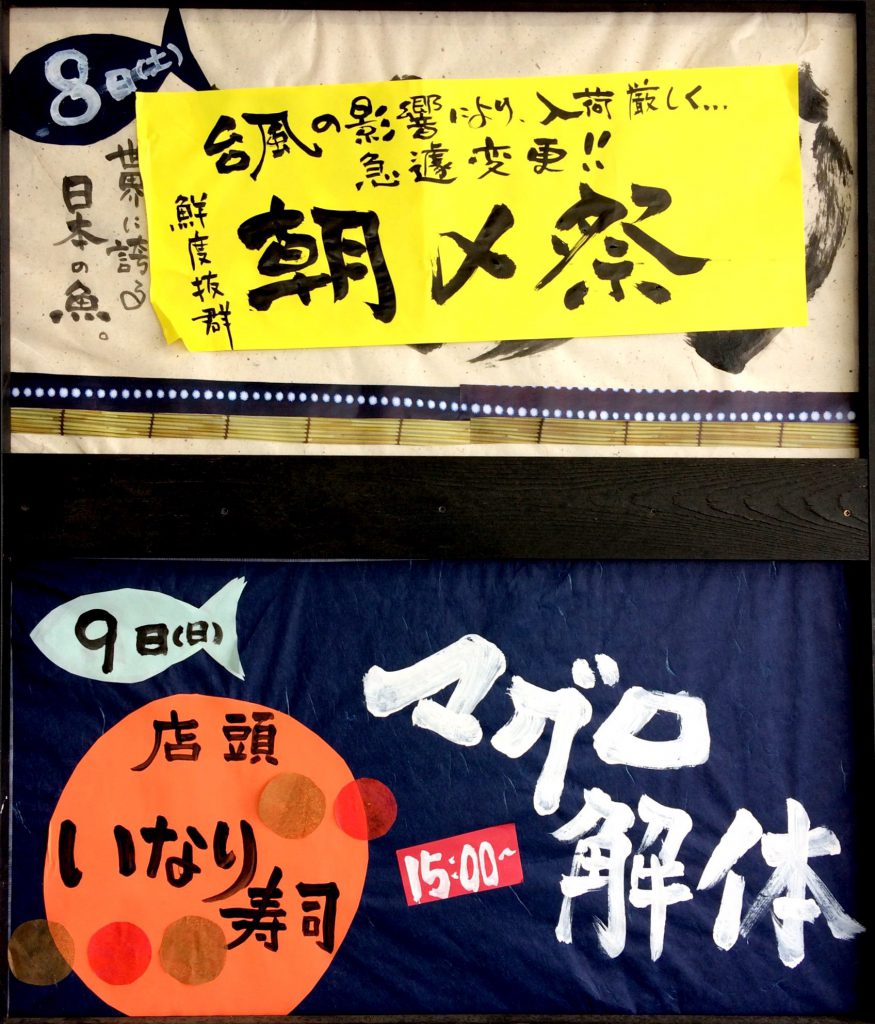 8日(土)
世界に誇る
日本の魚。
台風の影響により、入荷厳しく…
急遽変更!!
鮮度抜群
朝〆祭
9日(日)
店頭
いなり
寿司
マグロ
解体
15:00〜